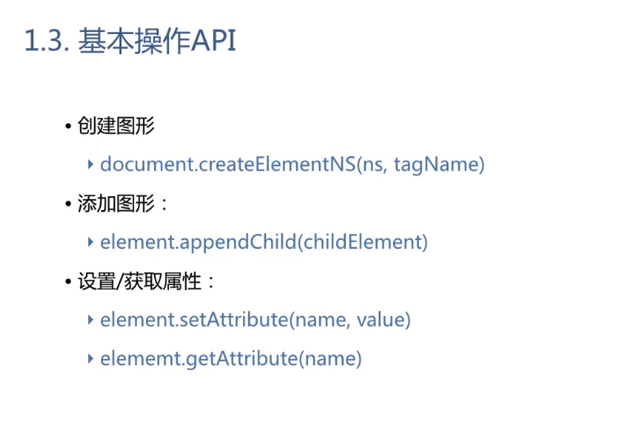 1.3. 基本操作API
• 创建图形
document.createElementNS(ns, tagName)
• 添加图形：
element.appendChild(childElement)
• 设置/获取属性：
element.setAttribute(name, value)
elememt.getAttribute(name)